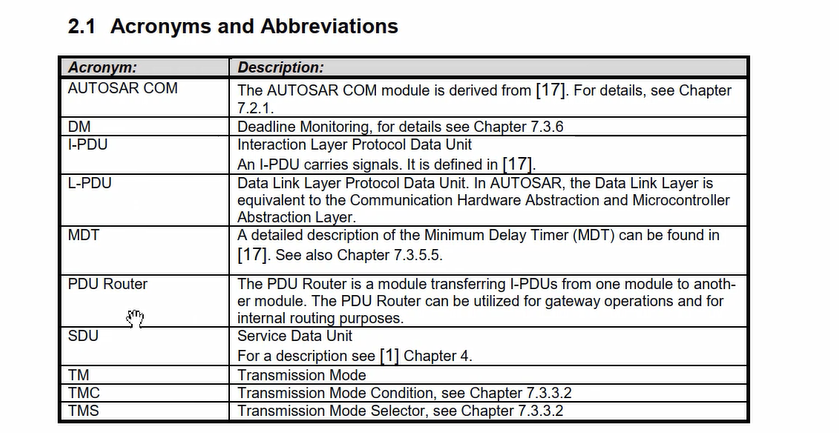 2.1 Acronyms and Abbreviations
Acronym: Description:
AUTOSAR COM The AUTOSAR COM module is derived from [17]. For details, see Chapter
7.2.1.
DM Deadline Monitoring, for details see Chapter 7.3.6
I-PDU Interaction Layer Protocol Data Unit
An I-PDU carries signals. It is defined in [17].
L-PDU Data Link Layer Protocol Data Unit. In AUTOSAR, the Data Link Layer is
equivalent to the Communication Hardware Abstraction and Microcontroller
Abstraction Layer.
MDT A detailed description of the Minimum Delay Timer (MDT) can be found in
[17]. See also Chapter 7.3.5.5.
PDU Router The PDU Router is a module transferring I-PDUs from one module to anoth-
er module. The PDU Router can be utilized for gateway operations and for
internal routing purposes.
SDU Service Data Unit
For a description see [1] Chapter 4.
TM Transmission Mode
TMC Transmission Mode Condition, see Chapter 7.3.3.2
TMS Transmission Mode Selector, see Chapter 7.3.3.2